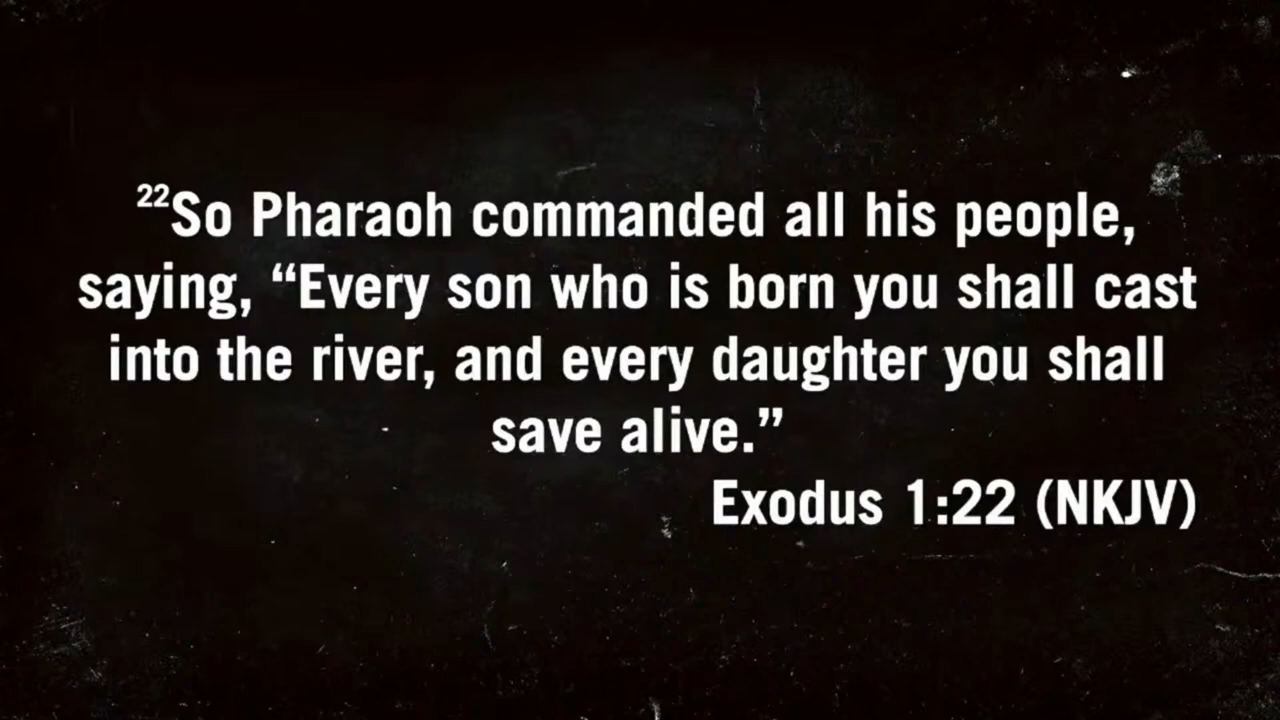 ²²So Pharaoh commanded all his people,
saying, “Every son who is born you shall cast
into the river, and every daughter you shall
save alive.”
Exodus 1:22 (NKJV)